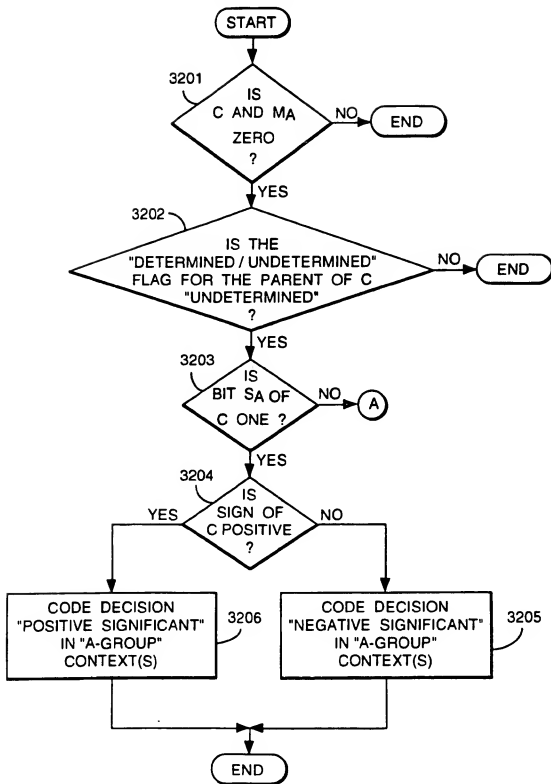 START
3201
IS
C AND MA
ZERO
?
NO
END
YES
3202
IS THE
"DETERMINED / UNDETERMINED"
FLAG FOR THE PARENT OF C
"UNDETERMINED"
?
NO
END
YES
3203
IS
BIT SA OF
C ONE ?
NO
A
YES
3204
IS
SIGN OF
C POSITIVE
?
YES
NO
CODE DECISION
"POSITIVE SIGNIFICANT"
IN "A-GROUP"
CONTEXT(S)
3206
CODE DECISION
"NEGATIVE SIGNIFICANT"
IN "A-GROUP"
CONTEXT(S)
3205
END